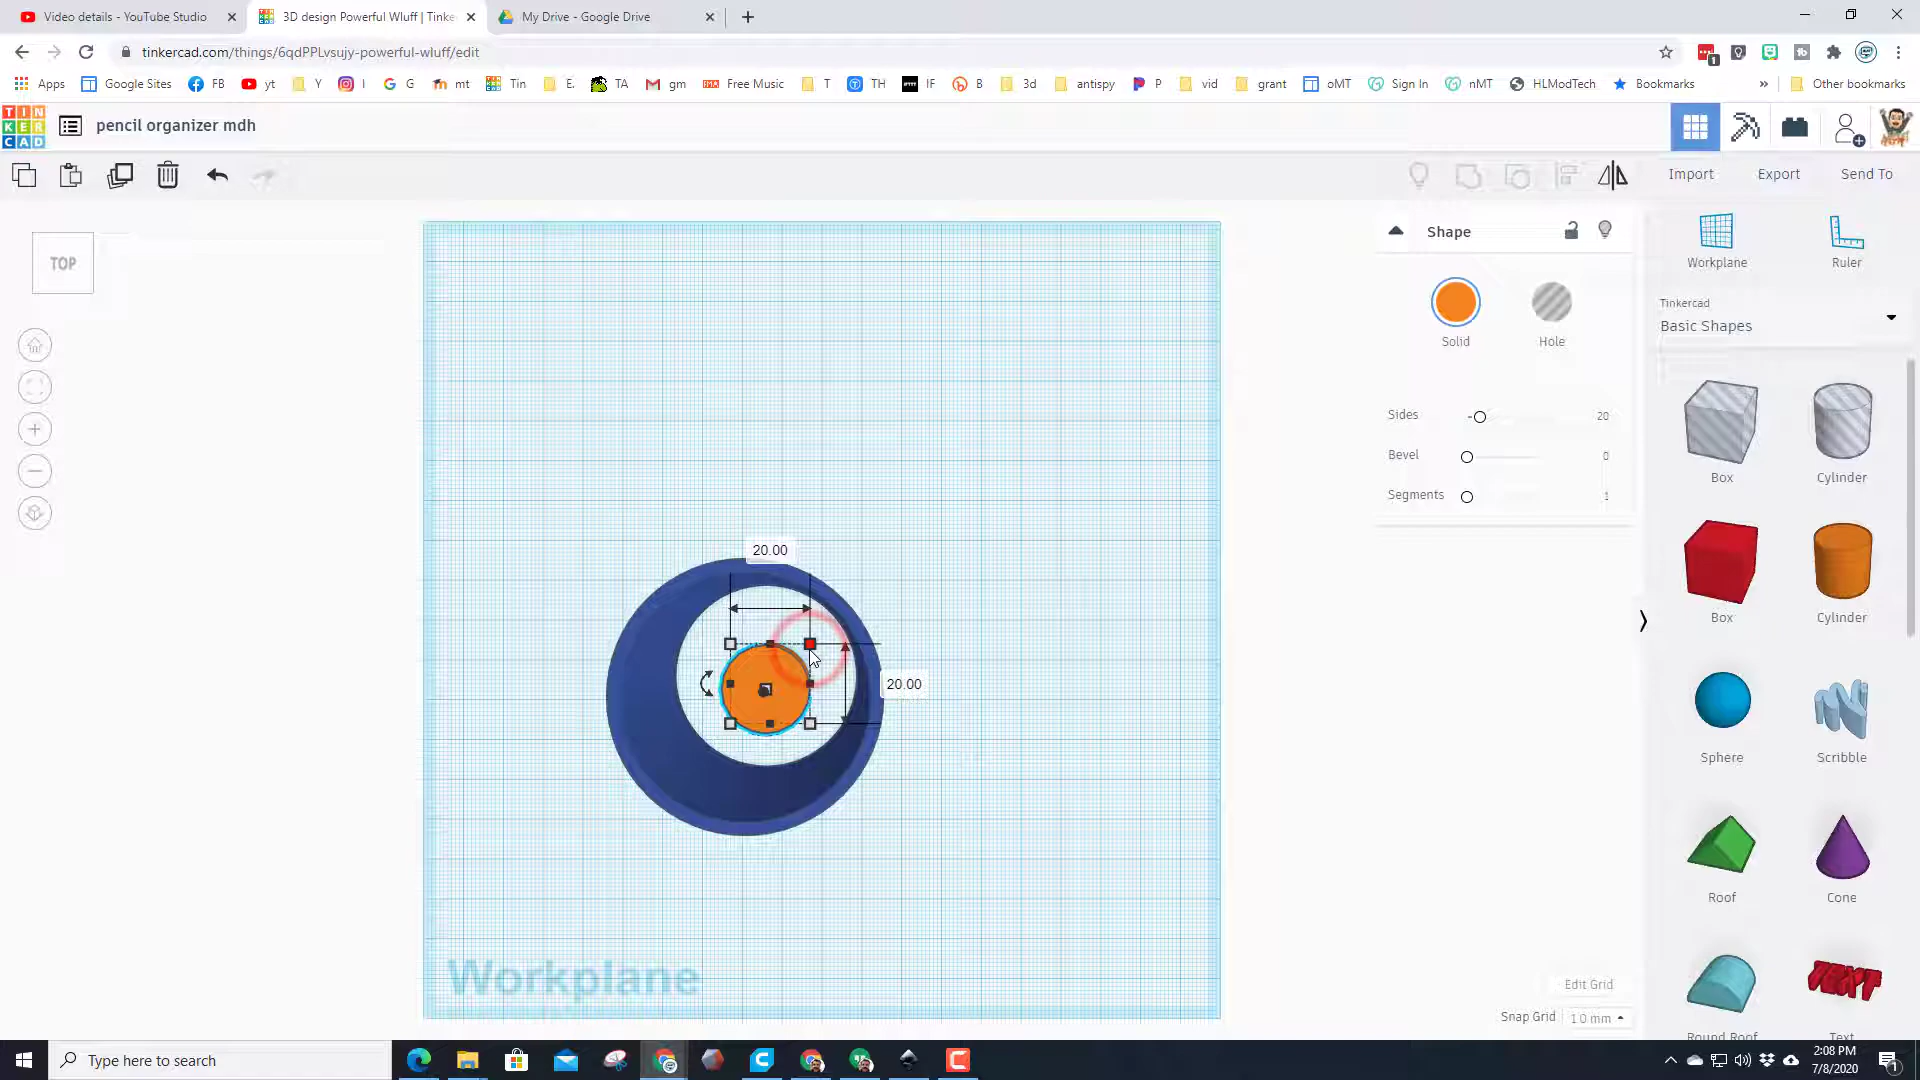 Video details - YouTube Studio
3D design Powerful Wluff | Tinke
My Drive - Google Drive
tinkercad.com/things/6qdPPLvsujy-powerful-wluff/edit
Apps Google Sites FB yt Y I G mt Tin E. TA gm Free Music T TH IF B 3d antispy P vid grant oMT Sign In nMT HLModTech Bookmarks » Other bookmarks
TIN
KER
CAD
pencil organizer mdh
Import Export Send To
TOP
Shape
Solid Hole
Sides 20
Bevel 0
Segments 1
Workplane Ruler
Tinkercad
Basic Shapes
Box Cylinder
Box Cylinder
Sphere Scribble
Roof Cone
Round Roof Text
TEXT
20.00
20.00
Workplane
Edit Grid
Snap Grid 1.0 mm
Type here to search
2:08 PM
7/8/2020